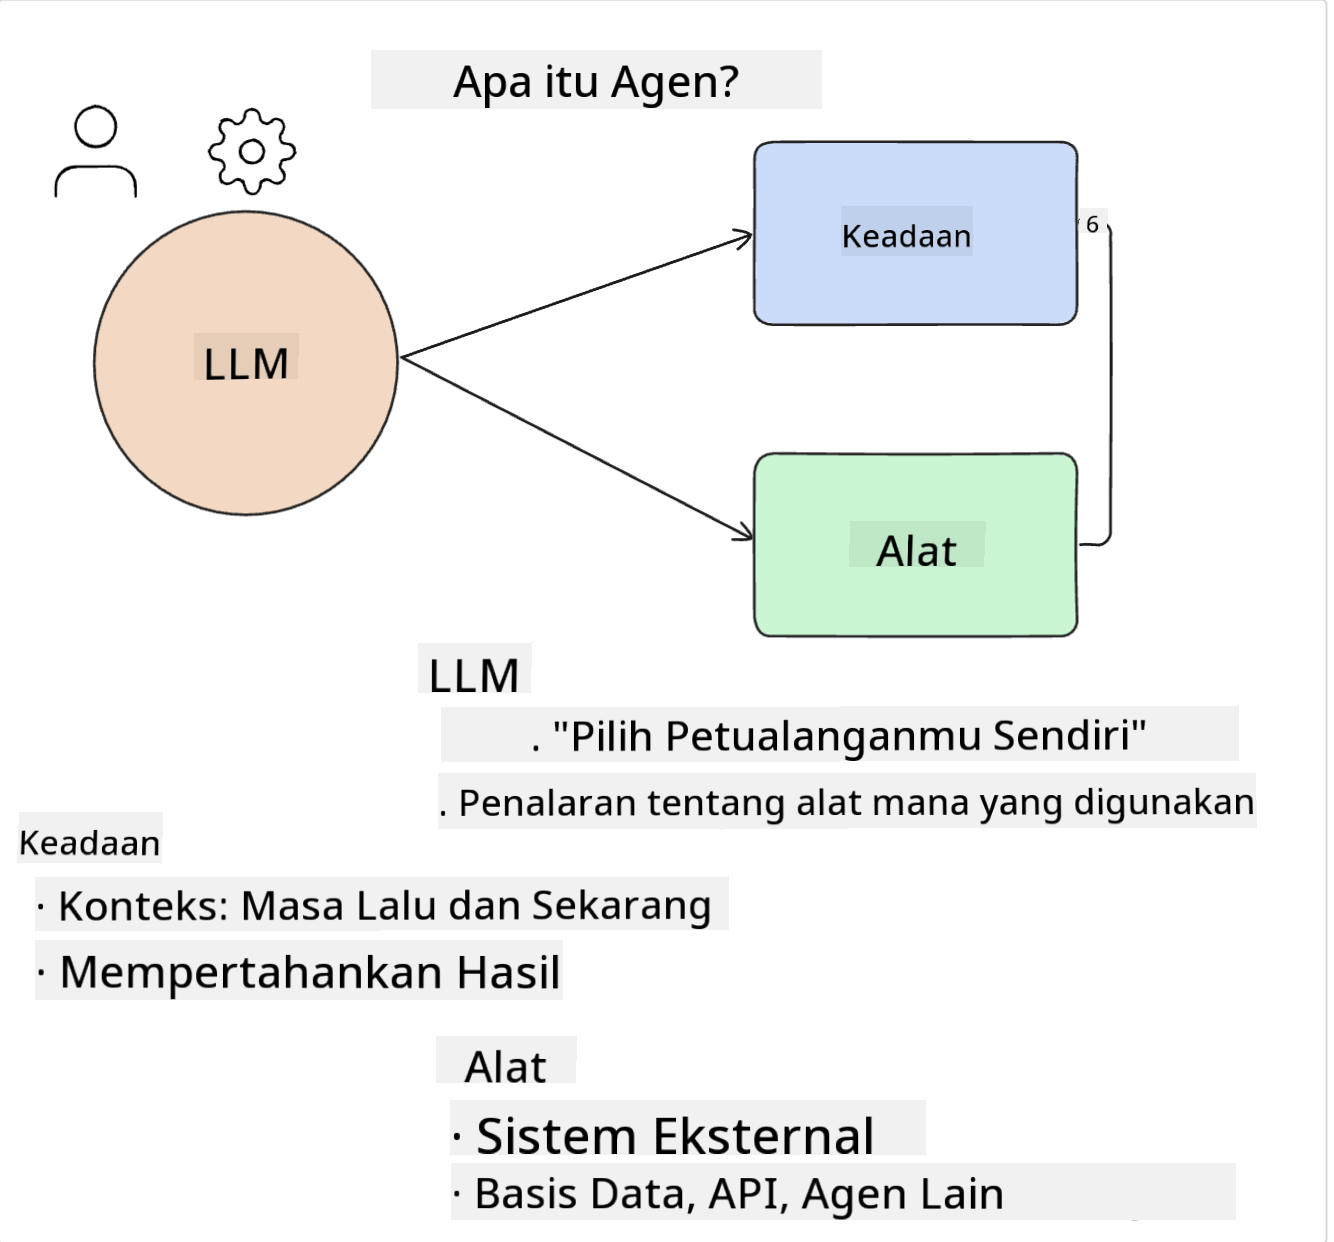 Apa itu Agen?
Keadaan
6
LLM
Alat
LLM
. "Pilih Petualanganmu Sendiri"
. Penalaran tentang alat mana yang digunakan
Keadaan
· Konteks: Masa Lalu dan Sekarang
· Mempertahankan Hasil
Alat
· Sistem Eksternal
· Basis Data, API, Agen Lain